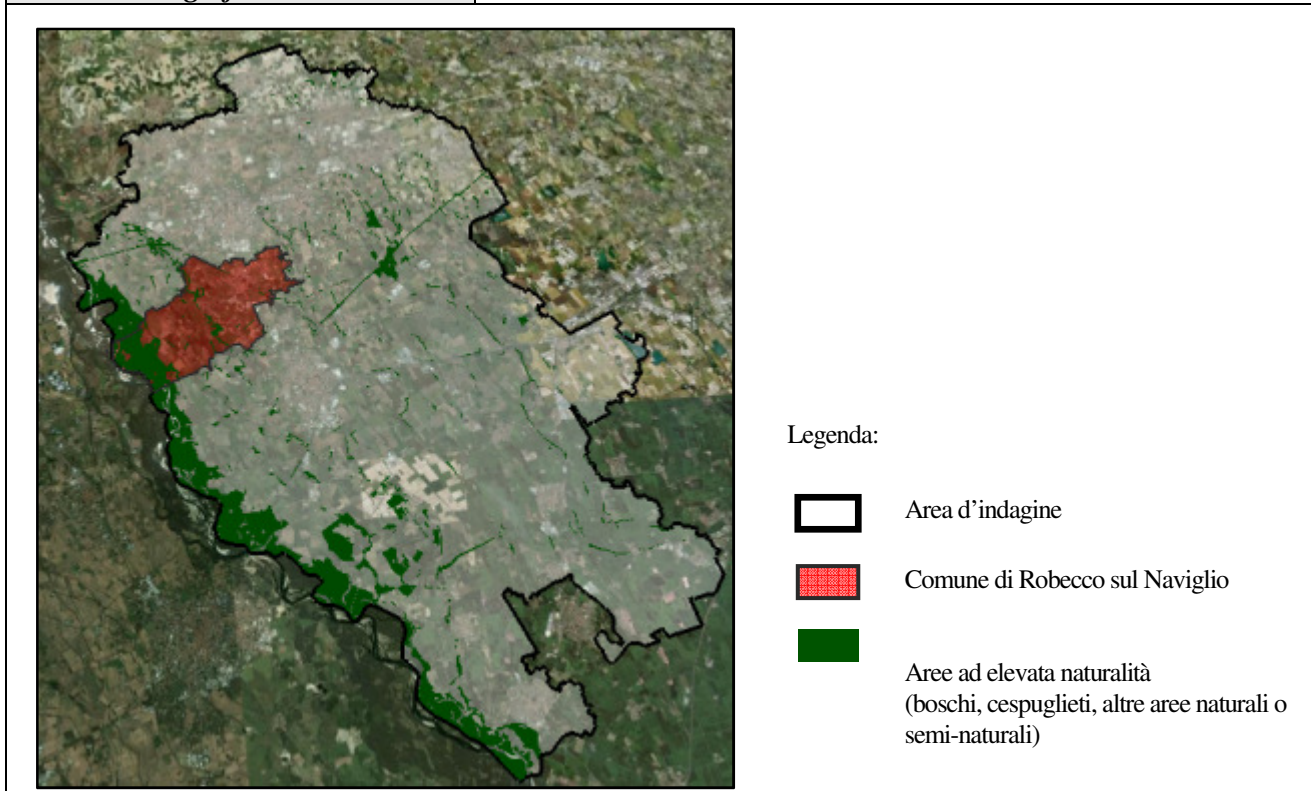 Legenda:
Area d’indagine
Comune di Robecco sul Naviglio
Aree ad elevata naturalità
(boschi, cespuglieti, altre aree naturali o
semi-naturali)